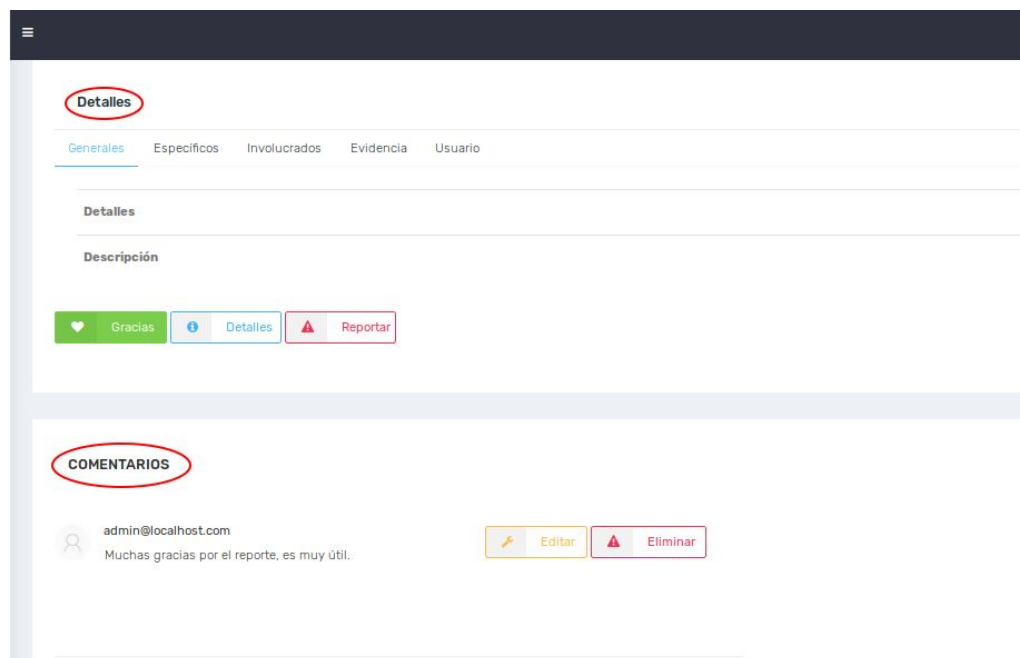 Detalles
Generales Específicos Involucrados Evidencia Usuario
Detalles
Descripción
Gracias Detalles Reportar
COMENTARIOS
admin@localhost.com
Muchas gracias por el reporte, es muy útil.
Editar Eliminar